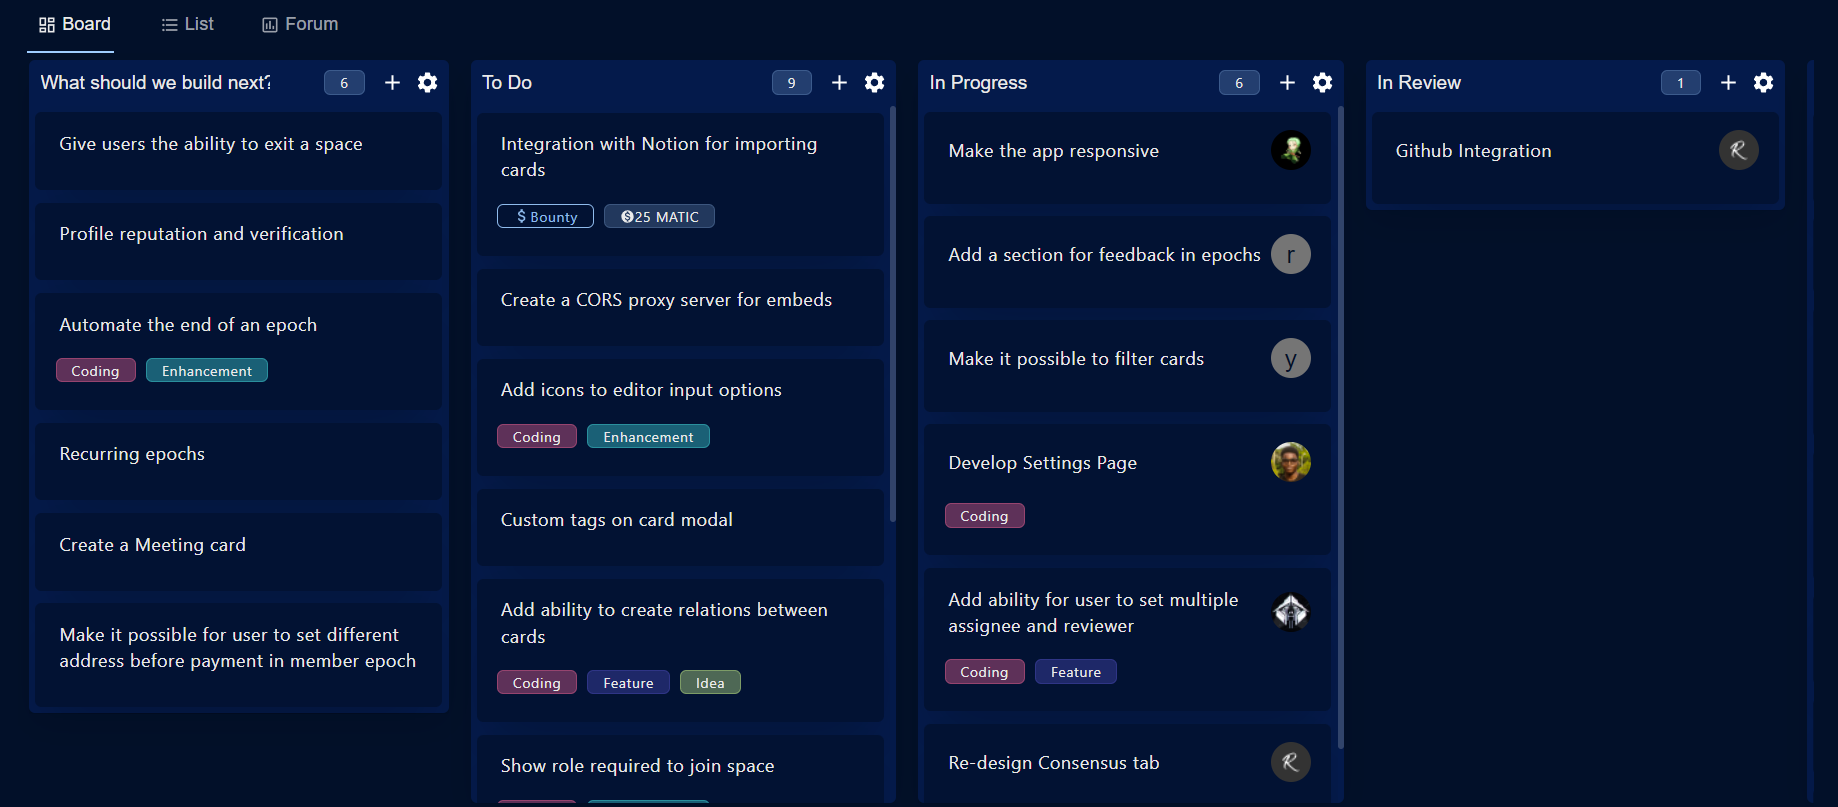 Board
List
Forum
What should we build next?
6
Give users the ability to exit a space
Profile reputation and verification
Automate the end of an epoch
Coding
Enhancement
Recurring epochs
Create a Meeting card
Make it possible for user to set different
address before payment in member epoch
To Do
9
Integration with Notion for importing
cards
$ Bounty
$25 MATIC
Create a CORS proxy server for embeds
Add icons to editor input options
Coding
Enhancement
Custom tags on card modal
Add ability to create relations between
cards
Coding
Feature
Idea
Show role required to join space
In Progress
6
Make the app responsive
Add a section for feedback in epochs
r
Make it possible to filter cards
y
Develop Settings Page
Coding
Add ability for user to set multiple
assignee and reviewer
Coding
Feature
Re-design Consensus tab
R
In Review
1
Github Integration
R